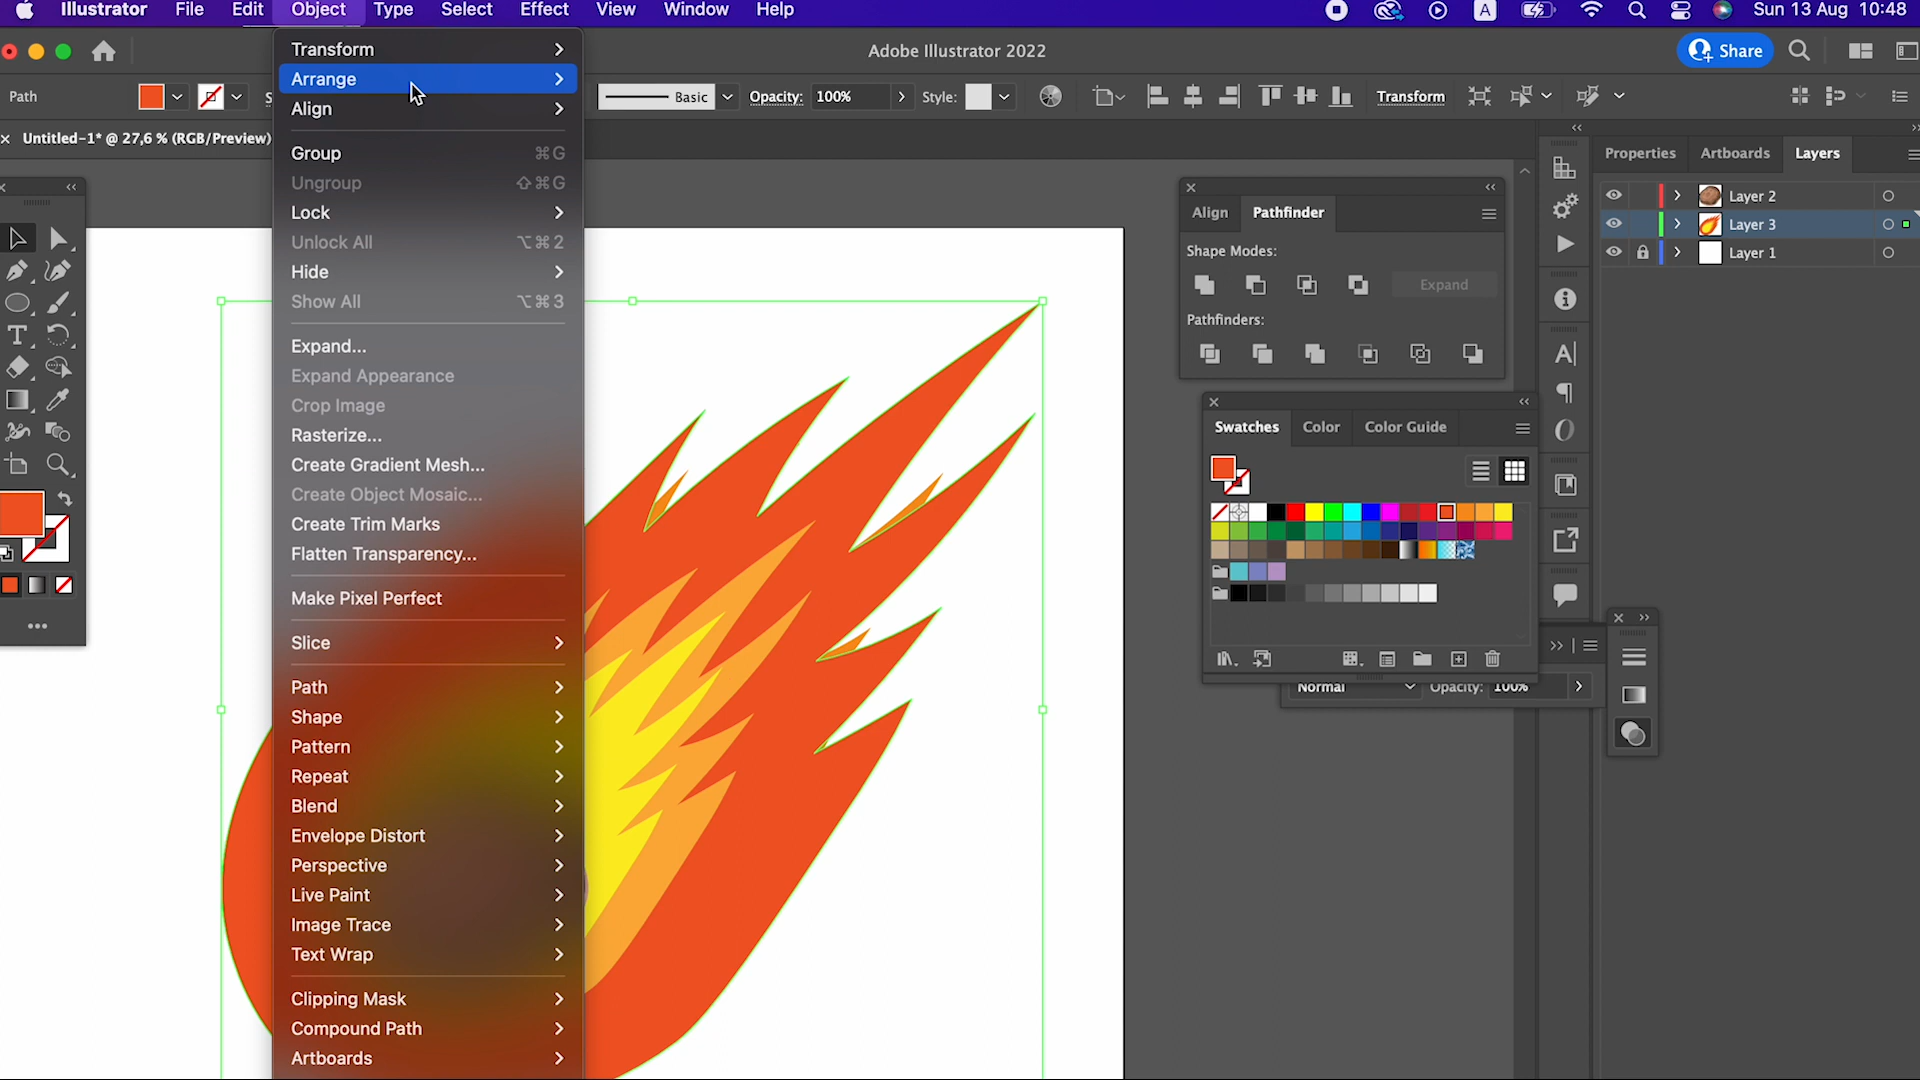 Illustrator File Edit Object Type Select Effect View Window Help A Sun 13 Aug 10:48
Adobe Illustrator 2022 Share
Path Basic Opacity: 100% Style: Transform
Untitled-1* @ 27,6 % (RGB/Preview)
Transform
Arrange
Align
Group ⌘G
Ungroup ⇧⌘G
Lock
Unlock All ⌥⌘2
Hide
Show All ⌥⌘3
Expand...
Expand Appearance
Crop Image
Rasterize...
Create Gradient Mesh...
Create Object Mosaic...
Create Trim Marks
Flatten Transparency...
Make Pixel Perfect
Slice
Path
Shape
Pattern
Repeat
Blend
Envelope Distort
Perspective
Live Paint
Image Trace
Text Wrap
Clipping Mask
Compound Path
Artboards
Align Pathfinder
Shape Modes:
Expand
Pathfinders:
Swatches Color Color Guide
Normal Opacity: 100%
Properties Artboards Layers
Layer 2
Layer 3
Layer 1